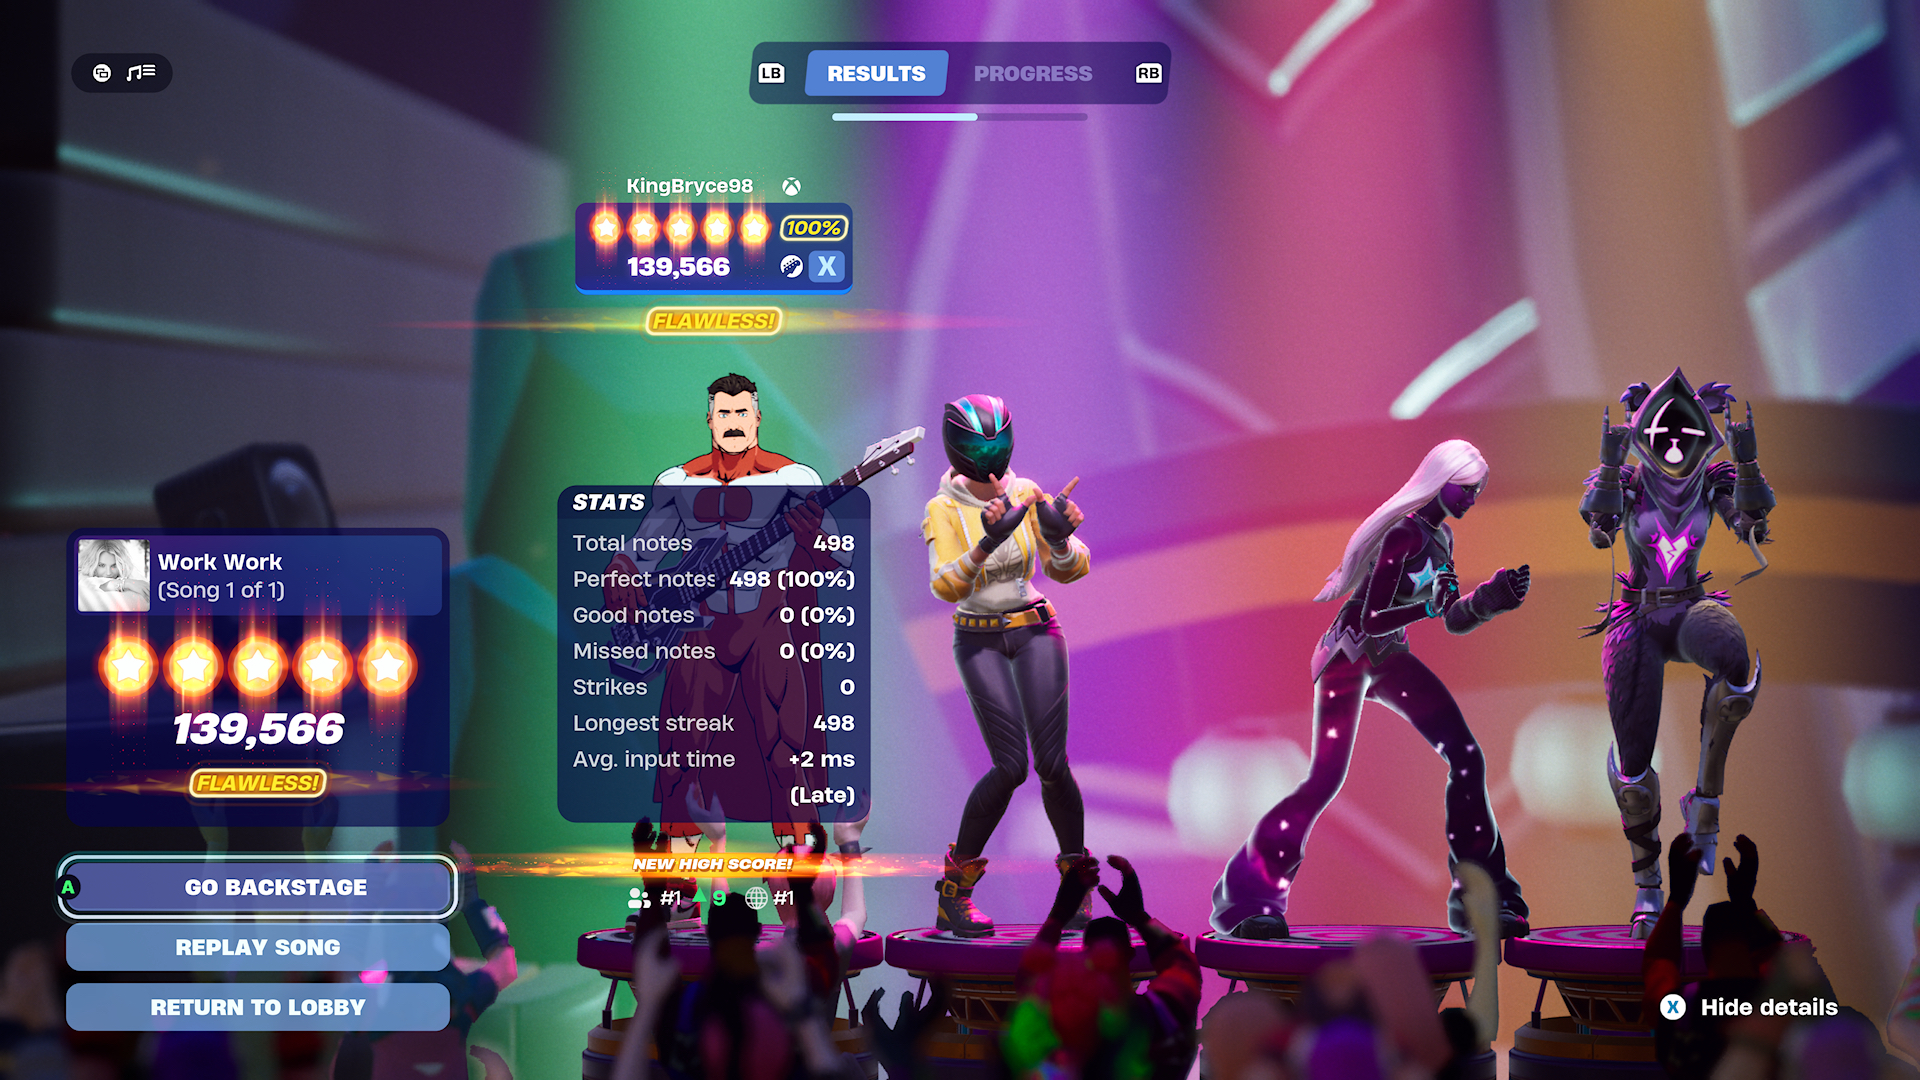 LB
RESULTS
PROGRESS
RB
KingBryce98
100%
139,566
X
FLAWLESS!
STATS
Total notes 498
Perfect notes 498 (100%)
Good notes 0 (0%)
Missed notes 0 (0%)
Strikes 0
Longest streak 498
Avg. input time +2 ms
(Late)
NEW HIGH SCORE!
#1 9 #1
Work Work
(Song 1 of 1)
139,566
FLAWLESS!
A GO BACKSTAGE
REPLAY SONG
RETURN TO LOBBY
X Hide details